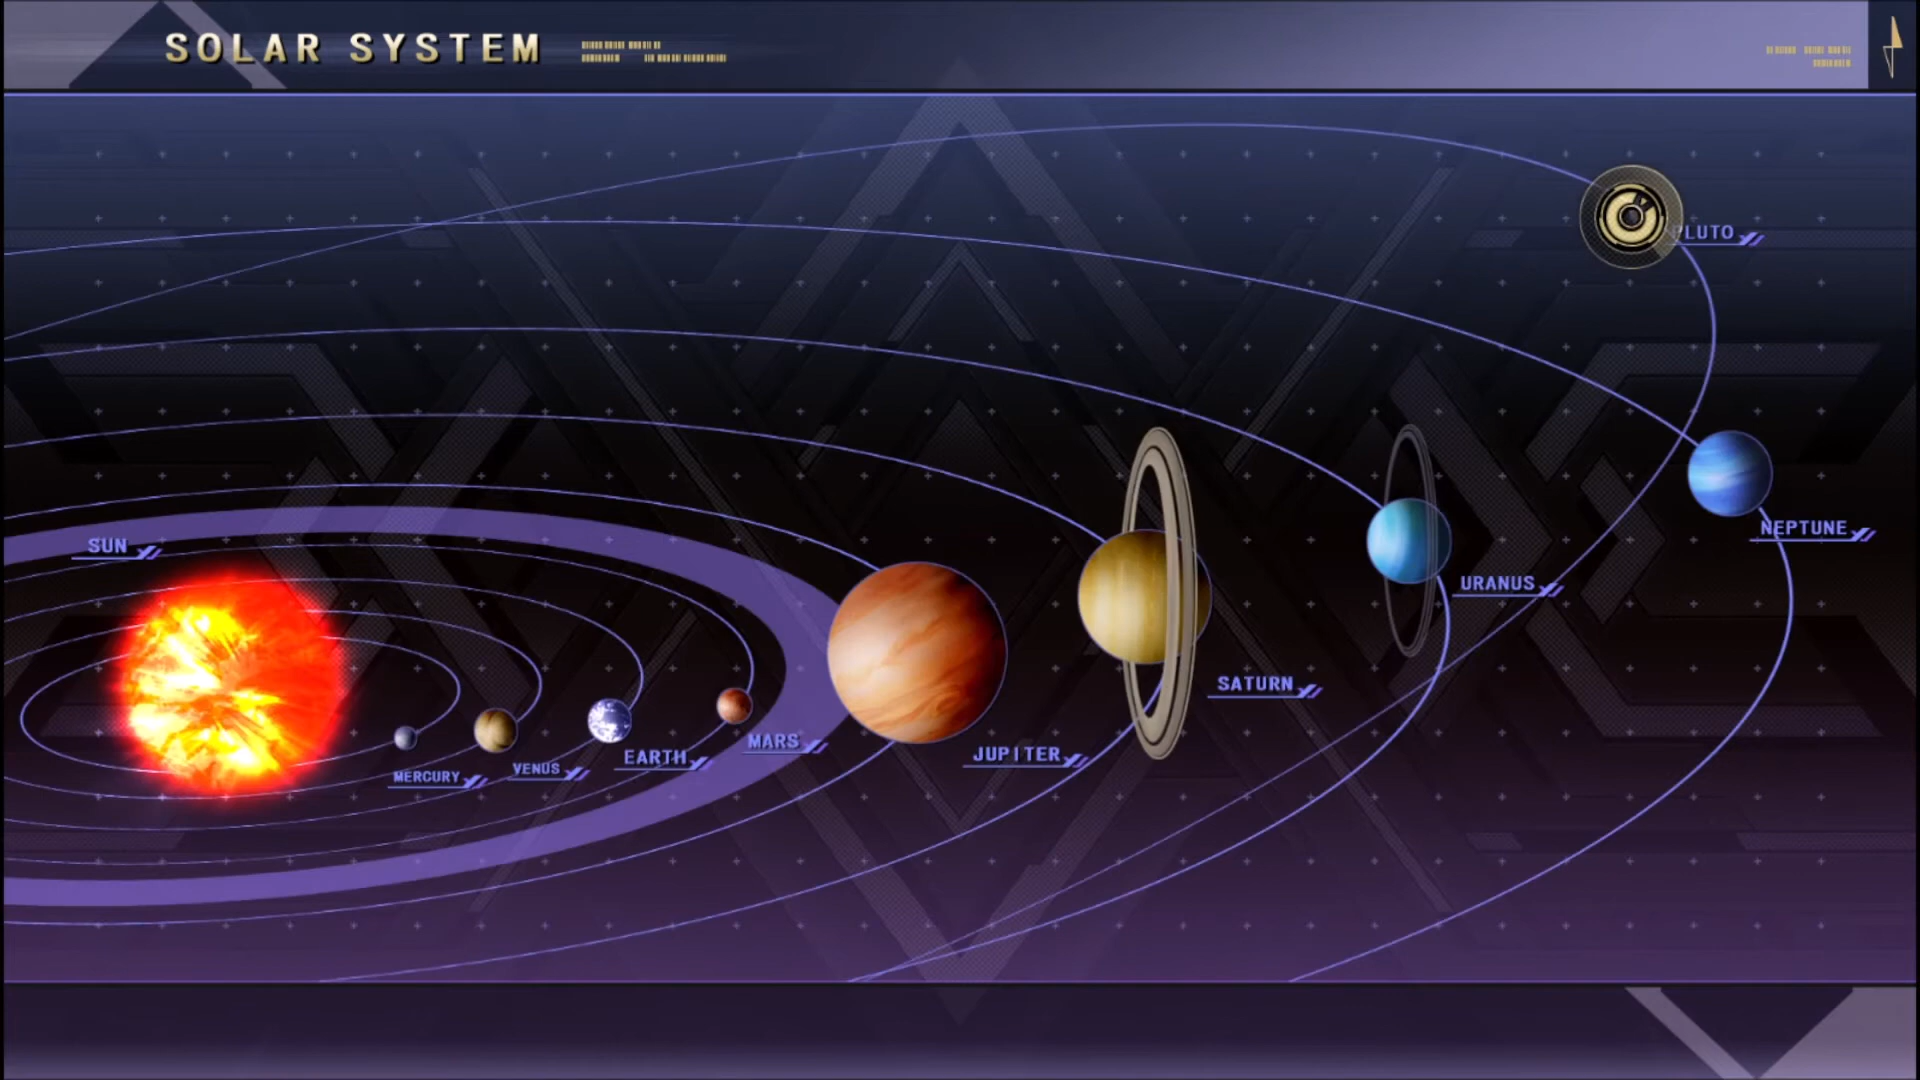 SOLAR SYSTEM
PLUTO
NEPTUNE
SUN
URANUS
SATURN
MARS
JUPITER
EARTH
VENUS
MERCURY